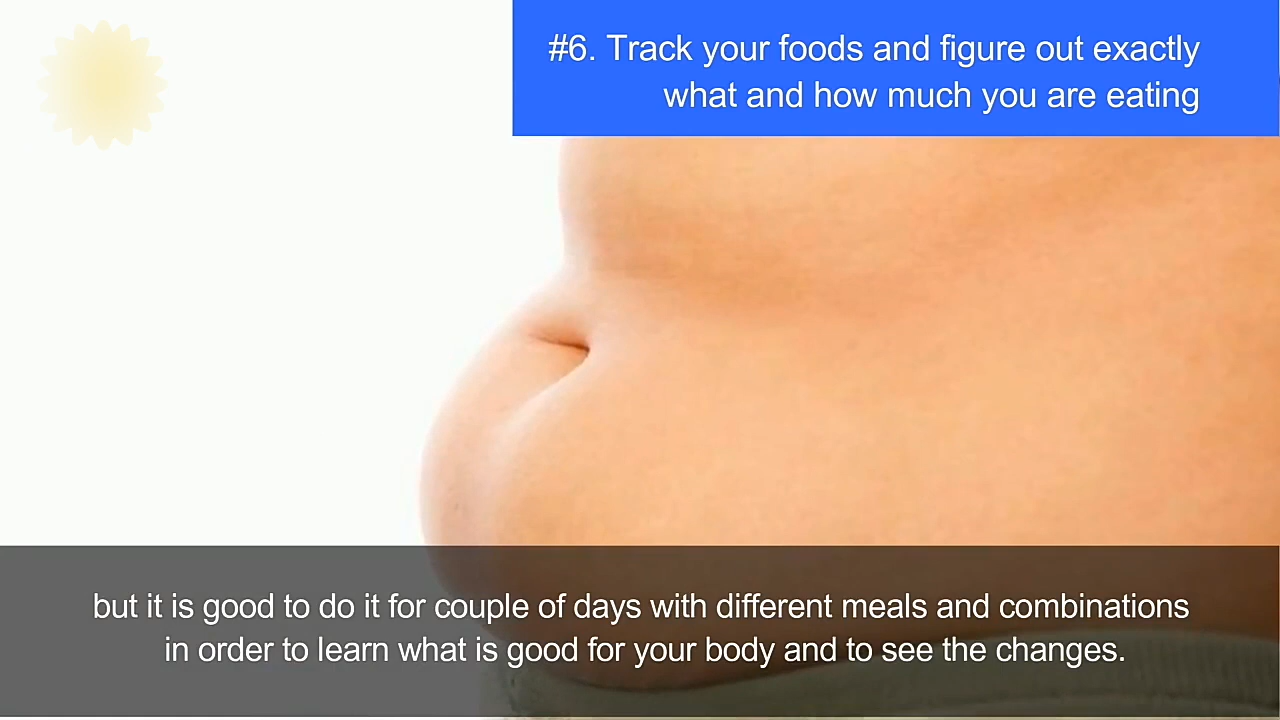 #6. Track your foods and figure out exactly
what and how much you are eating
but it is good to do it for couple of days with different meals and combinations
in order to learn what is good for your body and to see the changes.